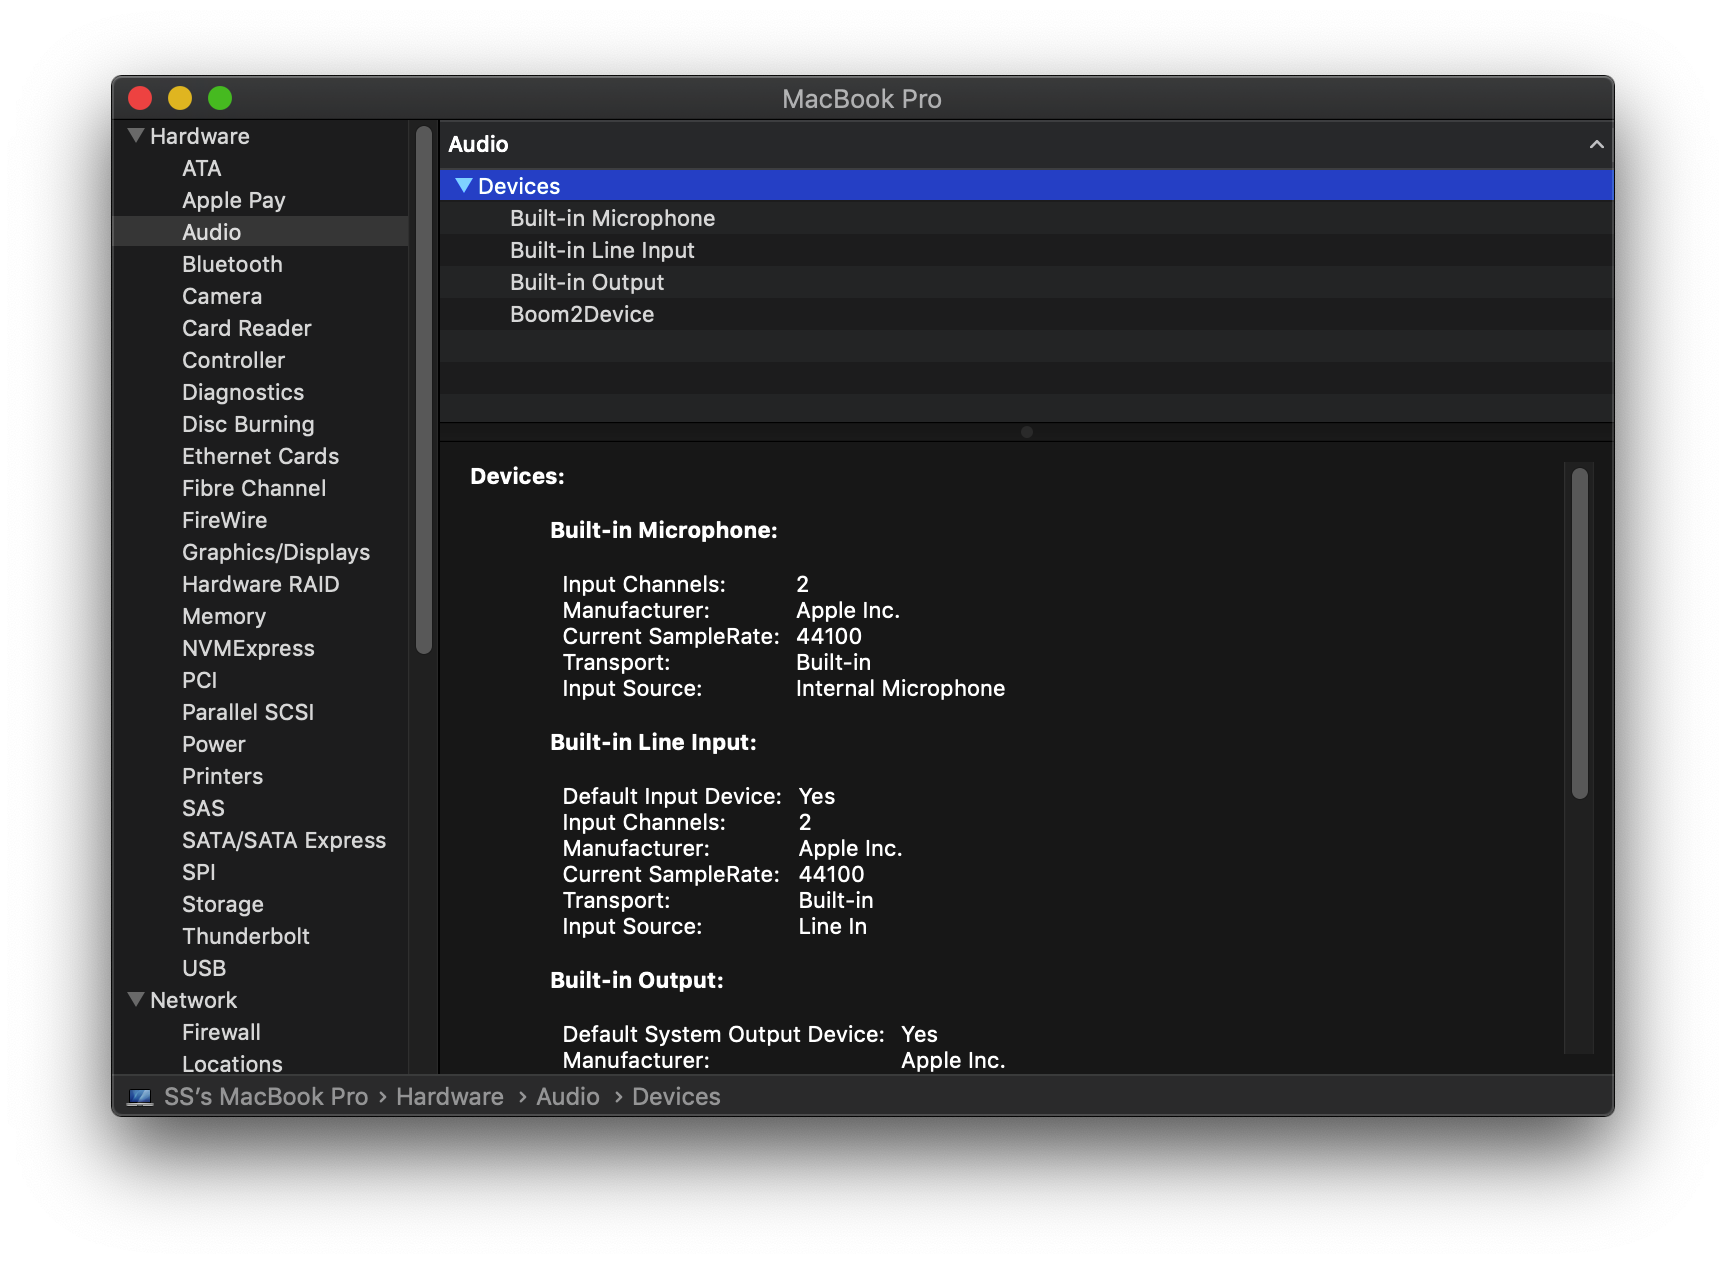 MacBook Pro
Hardware
ATA
Apple Pay
Audio
Bluetooth
Camera
Card Reader
Controller
Diagnostics
Disc Burning
Ethernet Cards
Fibre Channel
FireWire
Graphics/Displays
Hardware RAID
Memory
NVMExpress
PCI
Parallel SCSI
Power
Printers
SAS
SATA/SATA Express
SPI
Storage
Thunderbolt
USB
Network
Firewall
Locations
Audio
Devices
Built-in Microphone
Built-in Line Input
Built-in Output
Boom2Device
Devices:
Built-in Microphone:
Input Channels: 2
Manufacturer: Apple Inc.
Current SampleRate: 44100
Transport: Built-in
Input Source: Internal Microphone
Built-in Line Input:
Default Input Device: Yes
Input Channels: 2
Manufacturer: Apple Inc.
Current SampleRate: 44100
Transport: Built-in
Input Source: Line In
Built-in Output:
Default System Output Device: Yes
Manufacturer: Apple Inc.
SS’s MacBook Pro › Hardware › Audio › Devices